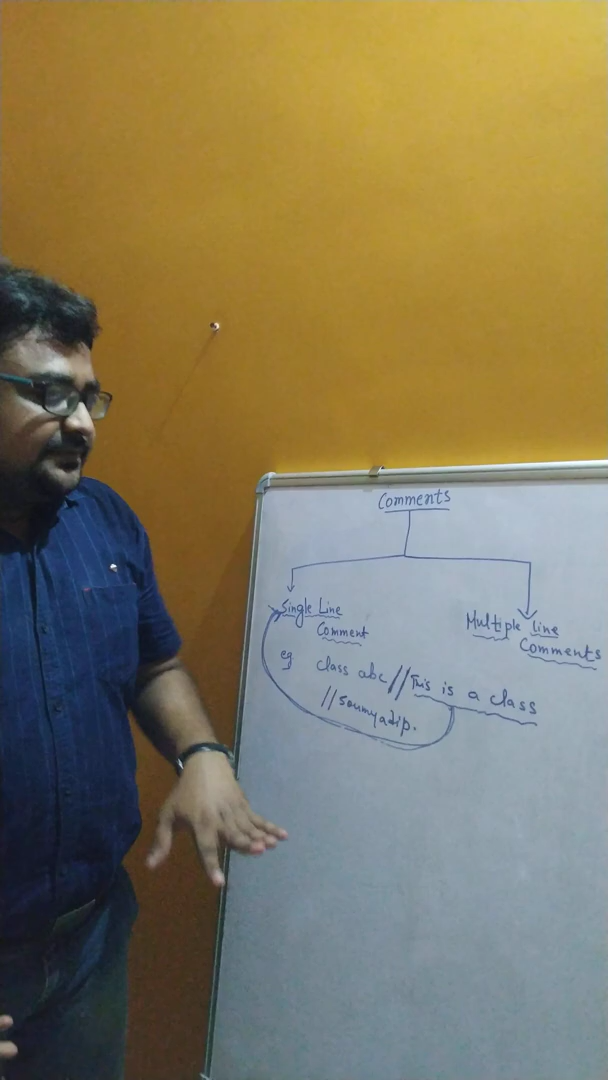 Comments
Single Line
Comment
Multiple line
Comments
eg class abc // This is a class
// Soumyadip.